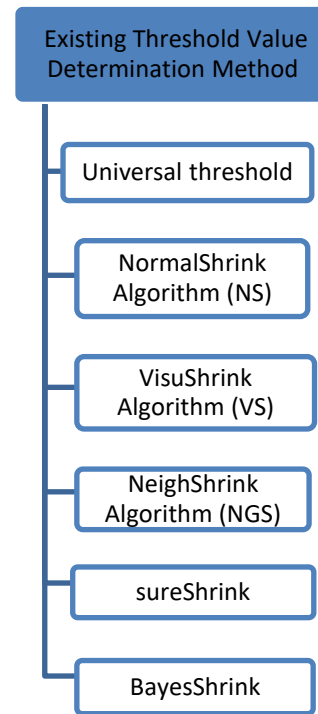 Existing Threshold Value
Determination Method
Universal threshold
NormalShrink
Algorithm (NS)
VisuShrink
Algorithm (VS)
NeighShrink
Algorithm (NGS)
sureShrink
BayesShrink